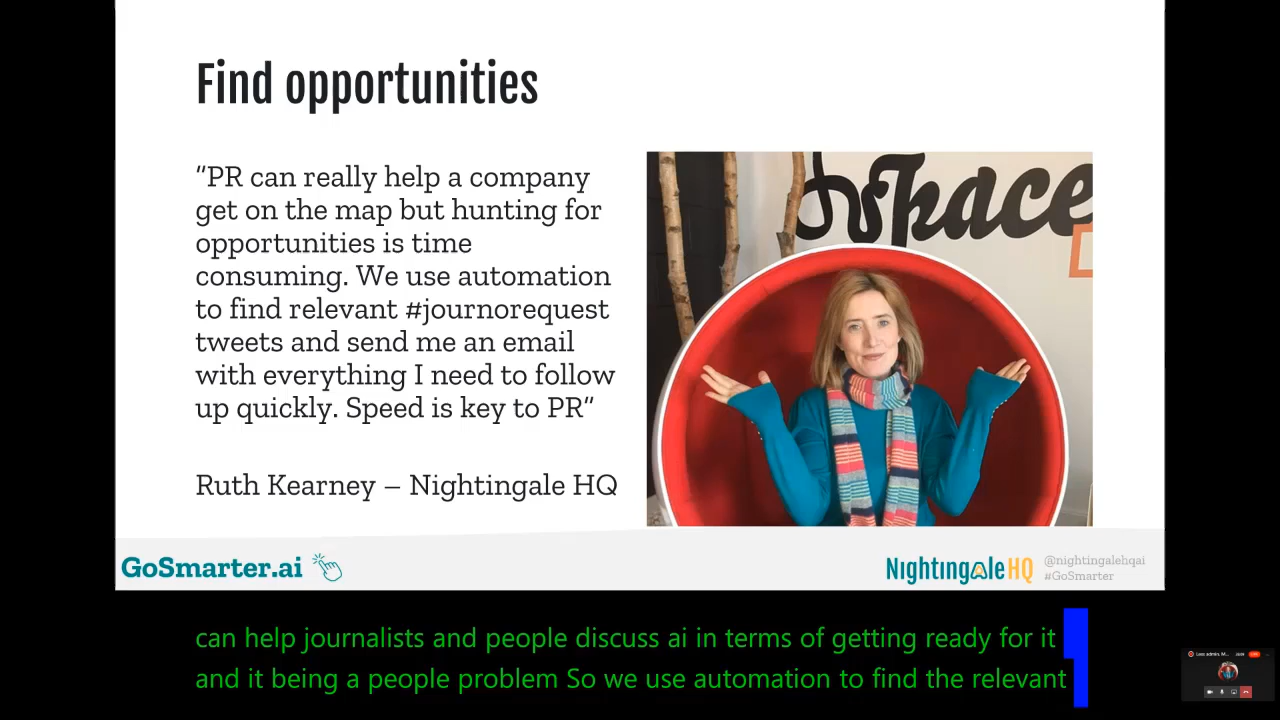 Find opportunities
“PR can really help a company
get on the map but hunting for
opportunities is time
consuming. We use automation
to find relevant #journorequest
tweets and send me an email
with everything I need to follow
up quickly. Speed is key to PR”
Ruth Kearney – Nightingale HQ
Space
GoSmarter.ai
NightingaleHQ
@nightingalehqai
#GoSmarter
can help journalists and people discuss ai in terms of getting ready for it
and it being a people problem So we use automation to find the relevant